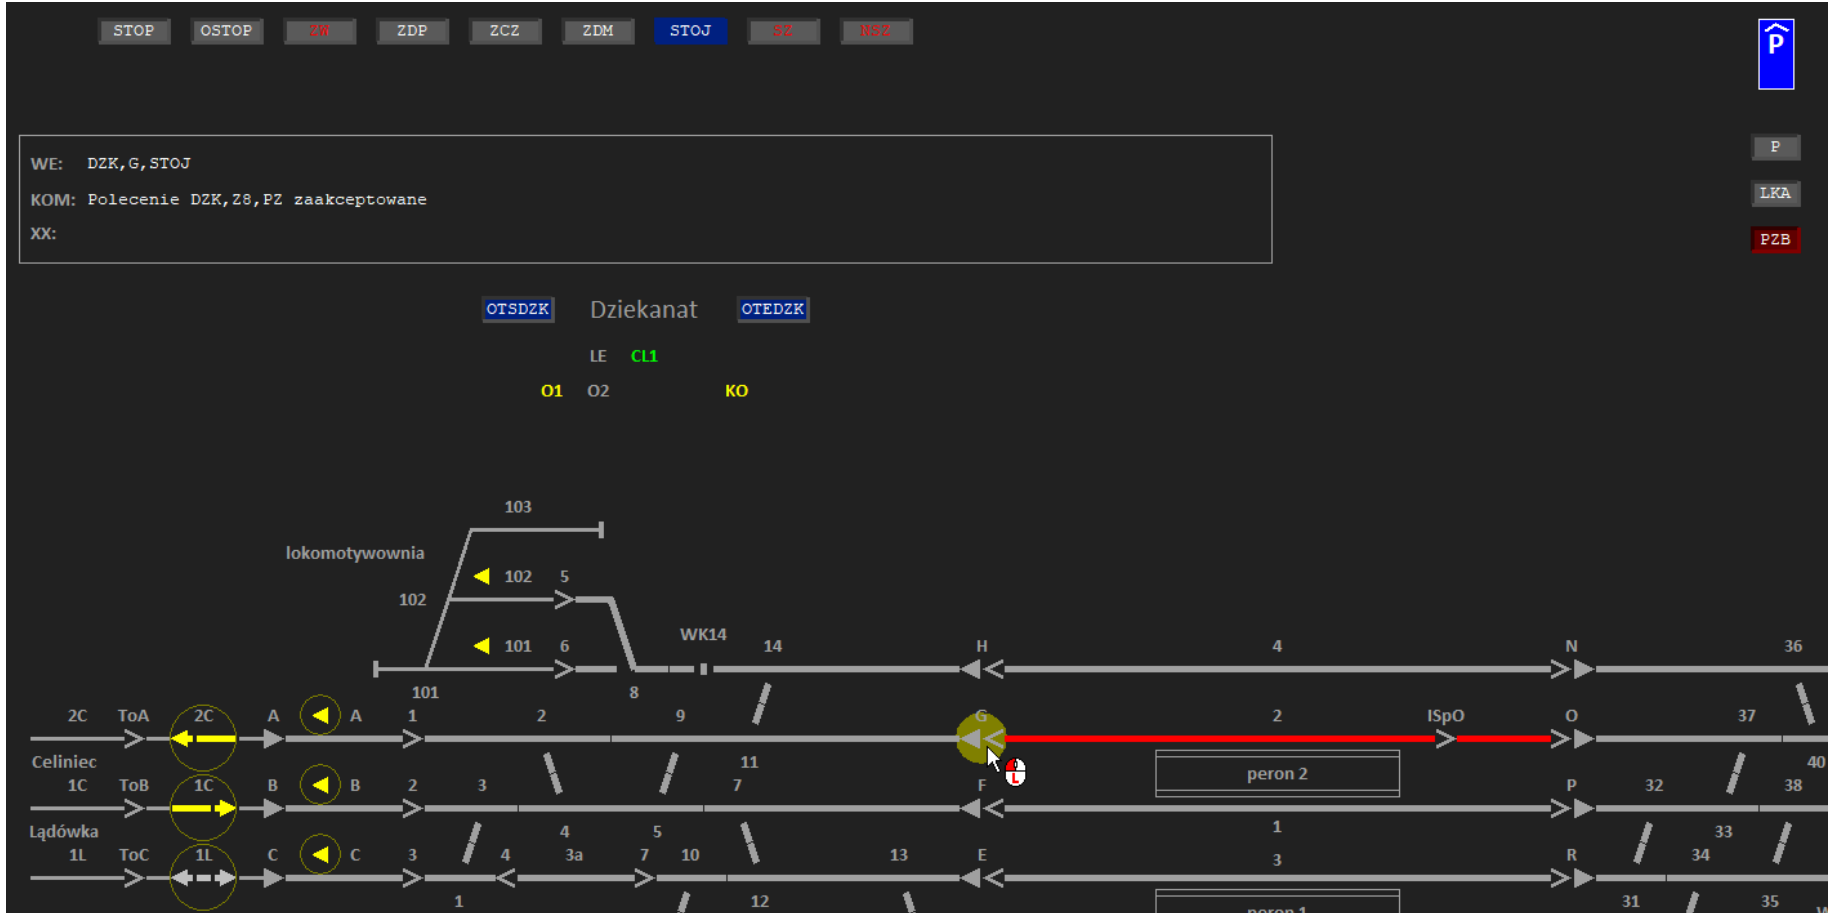 STOP OSTOP ZW ZDP ZCZ ZDM STOJ SZ NSZ
P
WE: DZK,G,STOJ
P
KOM: Polecenie DZK,Z8,PZ zaakceptowane
LKA
XX:
PZB
OTSDZK Dziekanat OTEDZK
LE CL1
O1 O2 KO
103
lokomotywownia
102 5
102
WK14
101 6 14 H 4 N 36
101 8
2C ToA 2C A A 1 2 9 G 2 ISpO O 37
Celiniec 11 40
peron 2
1C ToB 1C B B 2 3 7 F P 32 38
Lądówka 4 5 1 33
1L ToC 1L C C 3 4 3a 7 10 13 E 3 R 34
1 12 peron 1 31 35
L